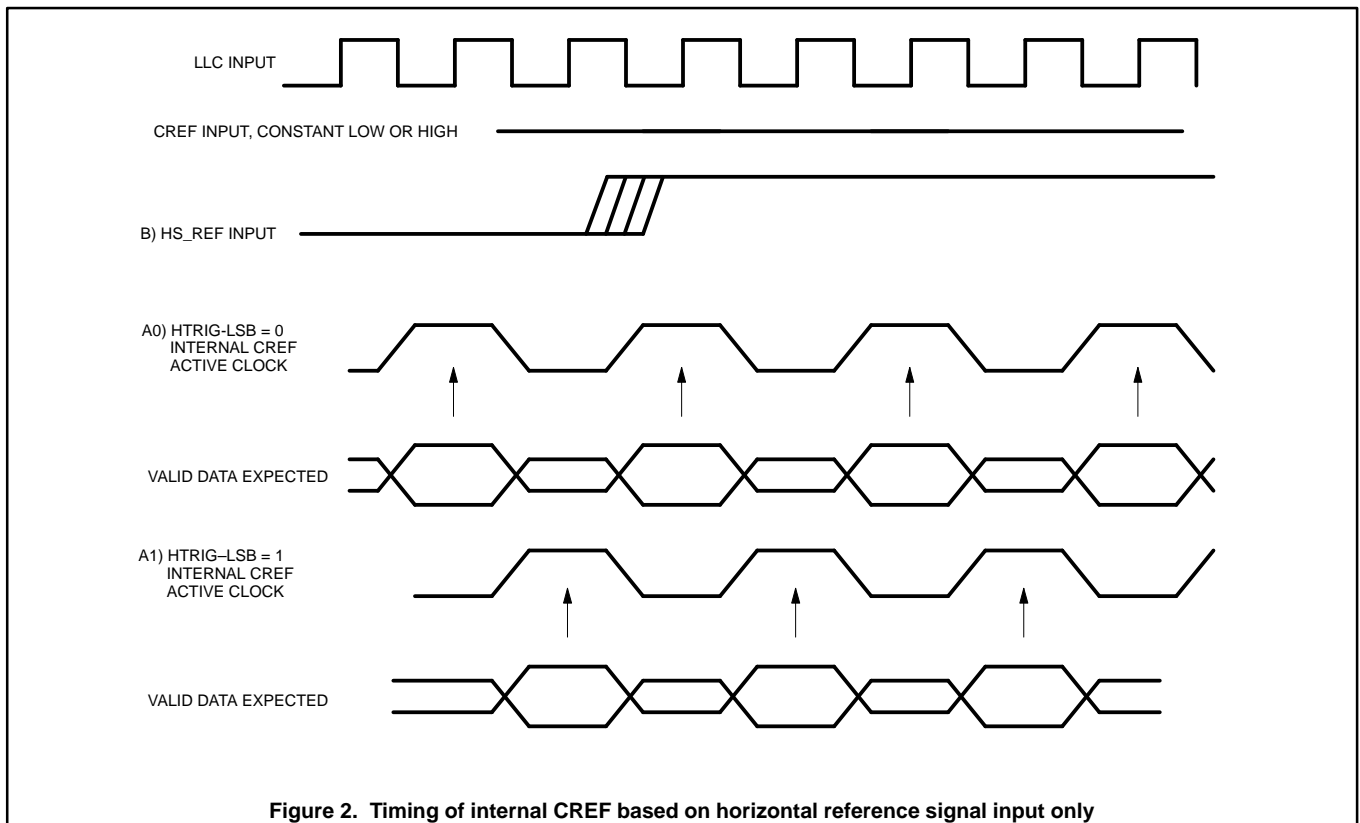 LLC INPUT
CREF INPUT, CONSTANT LOW OR HIGH
B) HS_REF INPUT
A0) HTRIG-LSB = 0
INTERNAL CREF
ACTIVE CLOCK
VALID DATA EXPECTED
A1) HTRIG–LSB = 1
INTERNAL CREF
ACTIVE CLOCK
VALID DATA EXPECTED
Figure 2. Timing of internal CREF based on horizontal reference signal input only